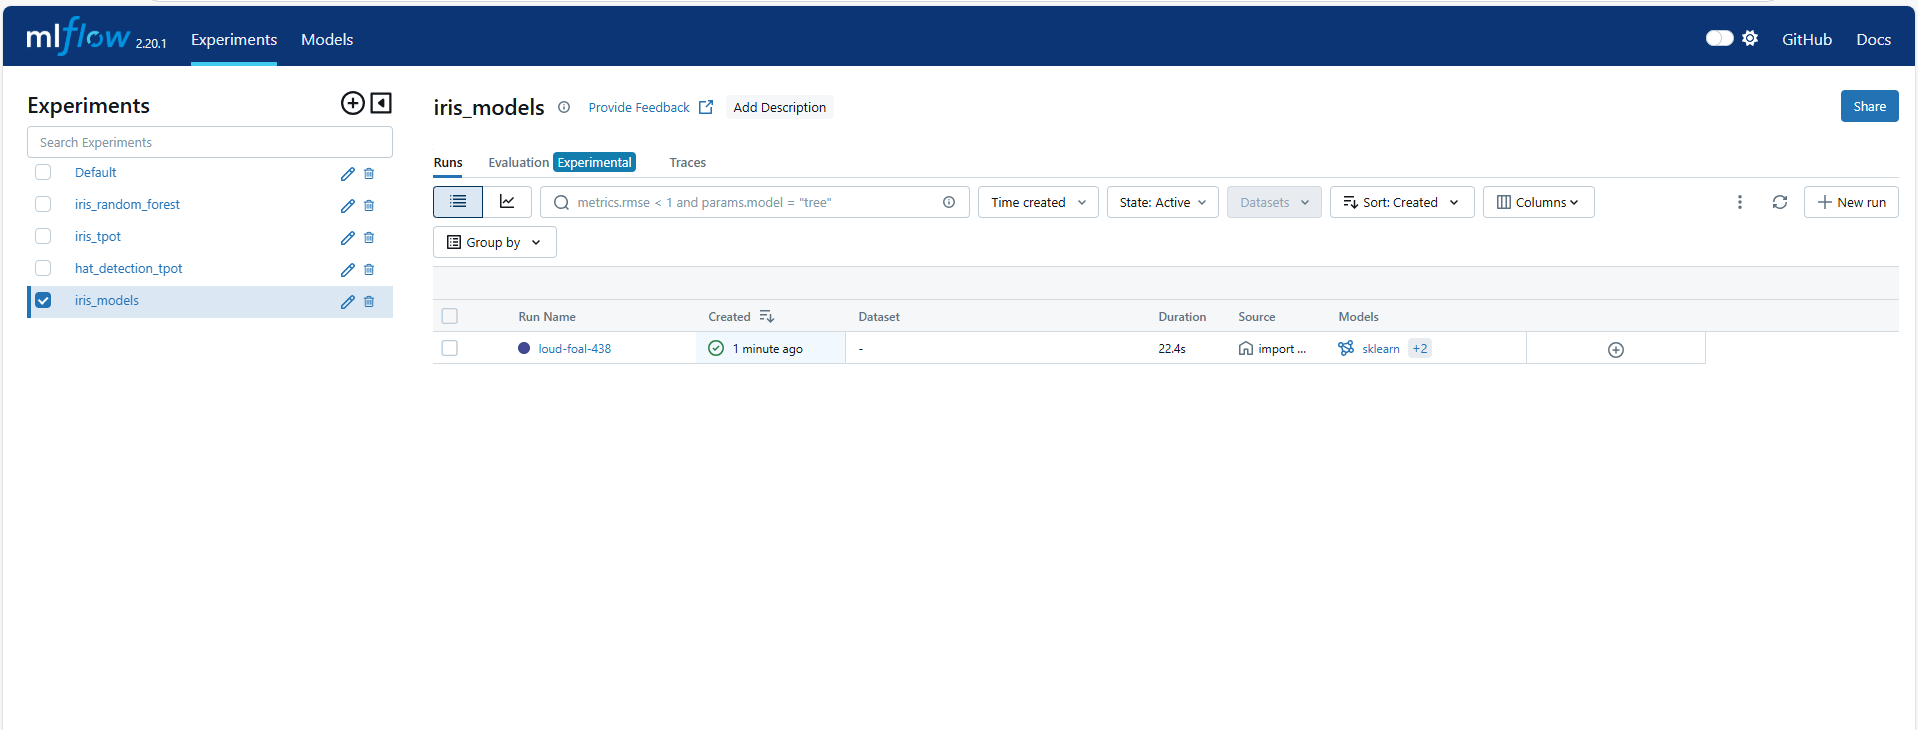 mlflow 2.20.1 Experiments Models GitHub Docs
Experiments
Search Experiments
Default
iris_random_forest
iris_tpot
hat_detection_tpot
iris_models
iris_models Provide Feedback Add Description Share
Runs Evaluation Experimental Traces
metrics.rmse < 1 and params.model = "tree" Time created State: Active Datasets Sort: Created Columns New run
Group by
Run Name Created Dataset Duration Source Models
loud-foal-438 1 minute ago - 22.4s import ... sklearn +2